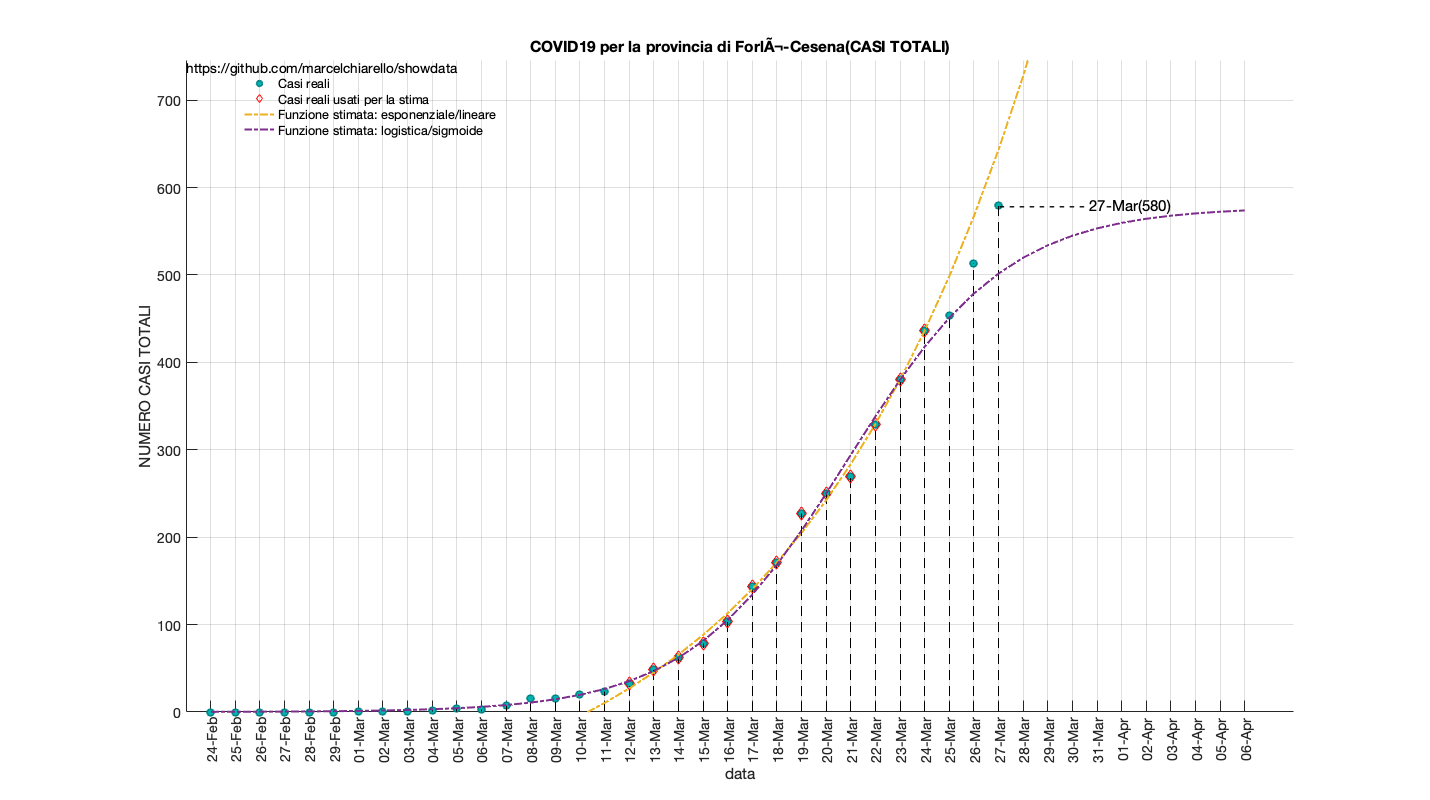 COVID19 per la provincia di ForlÃ¬-Cesena(CASI TOTALI)
https://github.com/marcelchiarello/showdata
Casi reali
Casi reali usati per la stima
Funzione stimata: esponenziale/lineare
Funzione stimata: logistica/sigmoide
NUMERO CASI TOTALI
700
600
500
400
300
200
100
0
27-Mar(580)
24-Feb
25-Feb
26-Feb
27-Feb
28-Feb
29-Feb
01-Mar
02-Mar
03-Mar
04-Mar
05-Mar
06-Mar
07-Mar
08-Mar
09-Mar
10-Mar
11-Mar
12-Mar
13-Mar
14-Mar
15-Mar
16-Mar
17-Mar
18-Mar
19-Mar
20-Mar
21-Mar
22-Mar
23-Mar
24-Mar
25-Mar
26-Mar
27-Mar
28-Mar
29-Mar
30-Mar
31-Mar
01-Apr
02-Apr
03-Apr
04-Apr
05-Apr
06-Apr
data